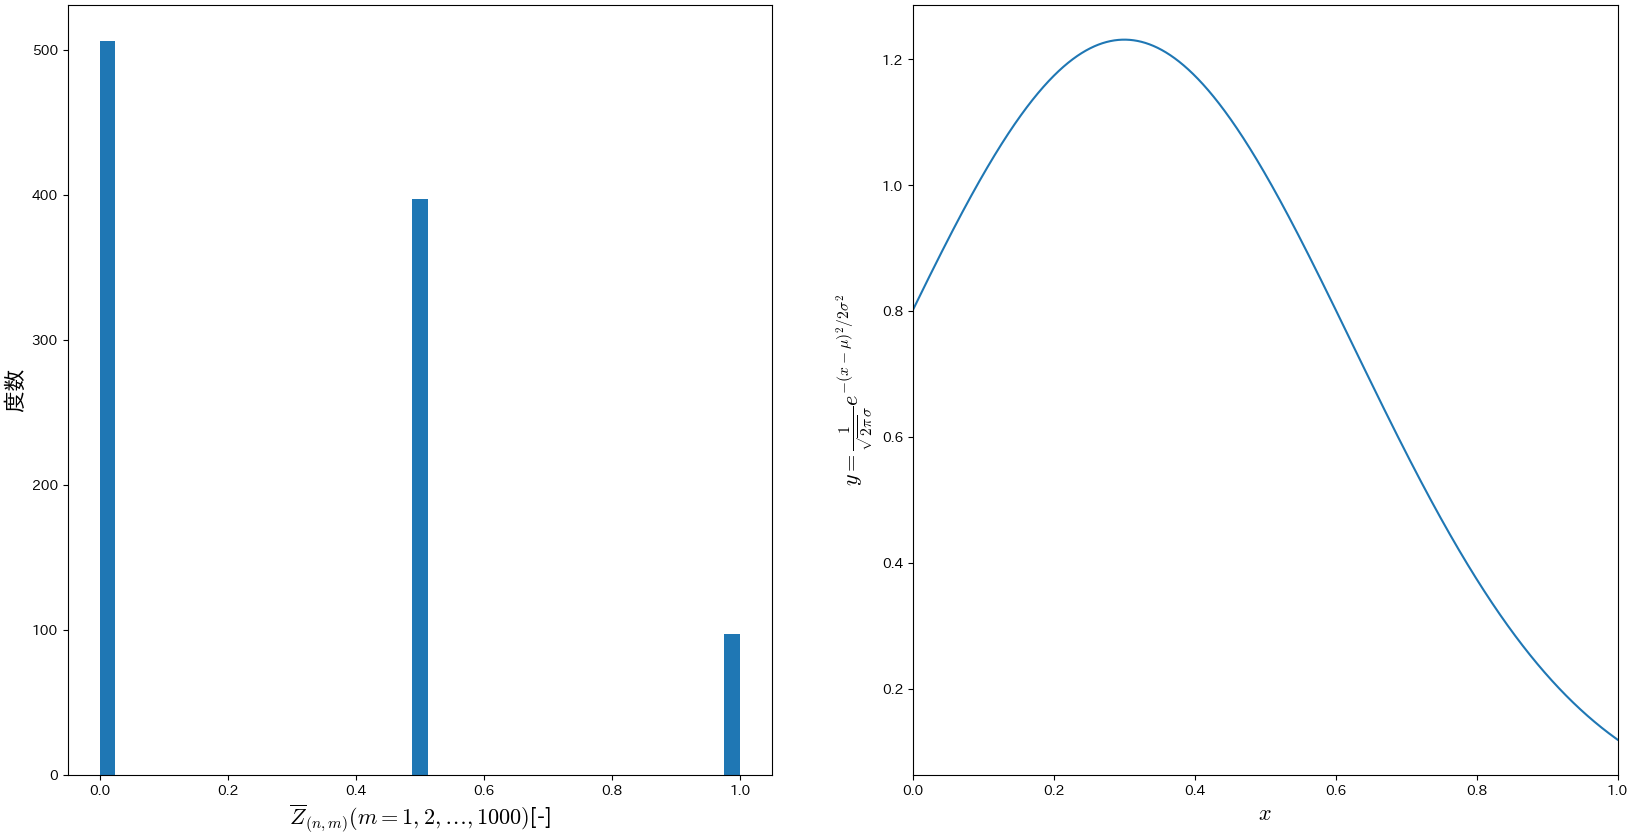 500
400
300
200
100
0
度数
0.0 0.2 0.4 0.6 0.8 1.0
$\overline{Z}_{(n,m)}(m=1,2,\ldots,1000)$[-]
1.2
1.0
0.8
0.6
0.4
0.2
$y=\frac{1}{\sqrt{2\pi}\sigma}e^{-(x-\mu)^2/2\sigma^2}$
0.0 0.2 0.4 0.6 0.8 1.0
$x$